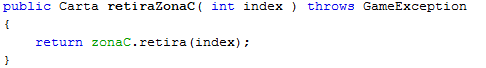 public Carta retiraZonaC( int index ) throws GameException
{
    return zonaC.retira(index);
}